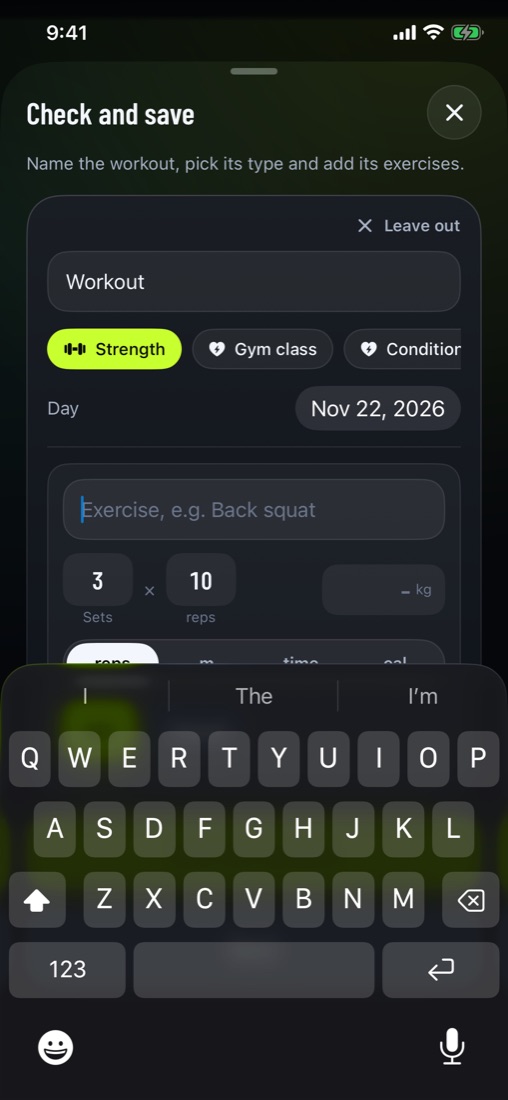 9:41
Check and save
Name the workout, pick its type and add its exercises.
Leave out
Workout
Strength Gym class Condition
Day Nov 22, 2026
Exercise, e.g. Back squat
3 × 10 – kg
Sets reps
reps m time cal
I The I’m
Q W E R T Y U I O P
A S D F G H J K L
Z X C V B N M
123